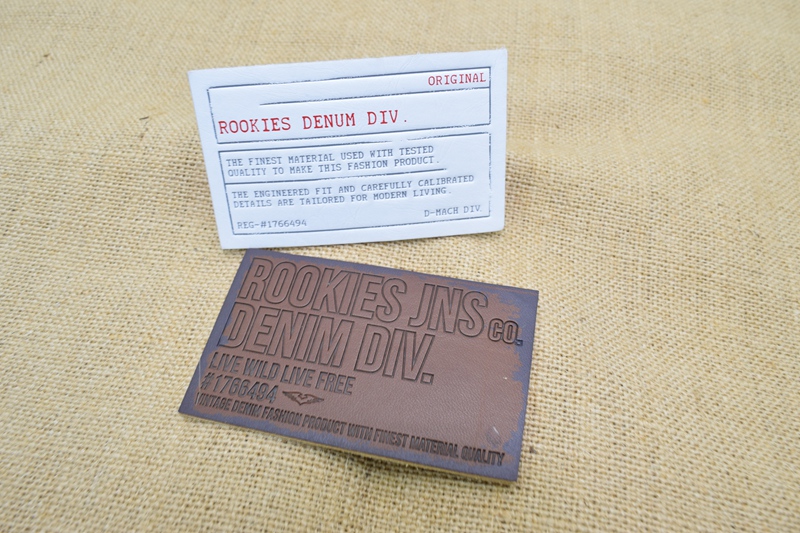 ORIGINAL
ROOKIES DENUM DIV.
THE FINEST MATERIAL USED WITH TESTED
QUALITY TO MAKE THIS FASHION PRODUCT.
THE ENGINEERED FIT AND CAREFULLY CALIBRATED
DETAILS ARE TAILORED FOR MODERN LIVING.
REG-#1766494
D-MACH DIV.
ROOKIES JNS CO.
DENIM DIV.
LIVE WILD LIVE FREE
#1766494
VINTAGE DENIM FASHION PRODUCT WITH FINEST MATERIAL QUALITY